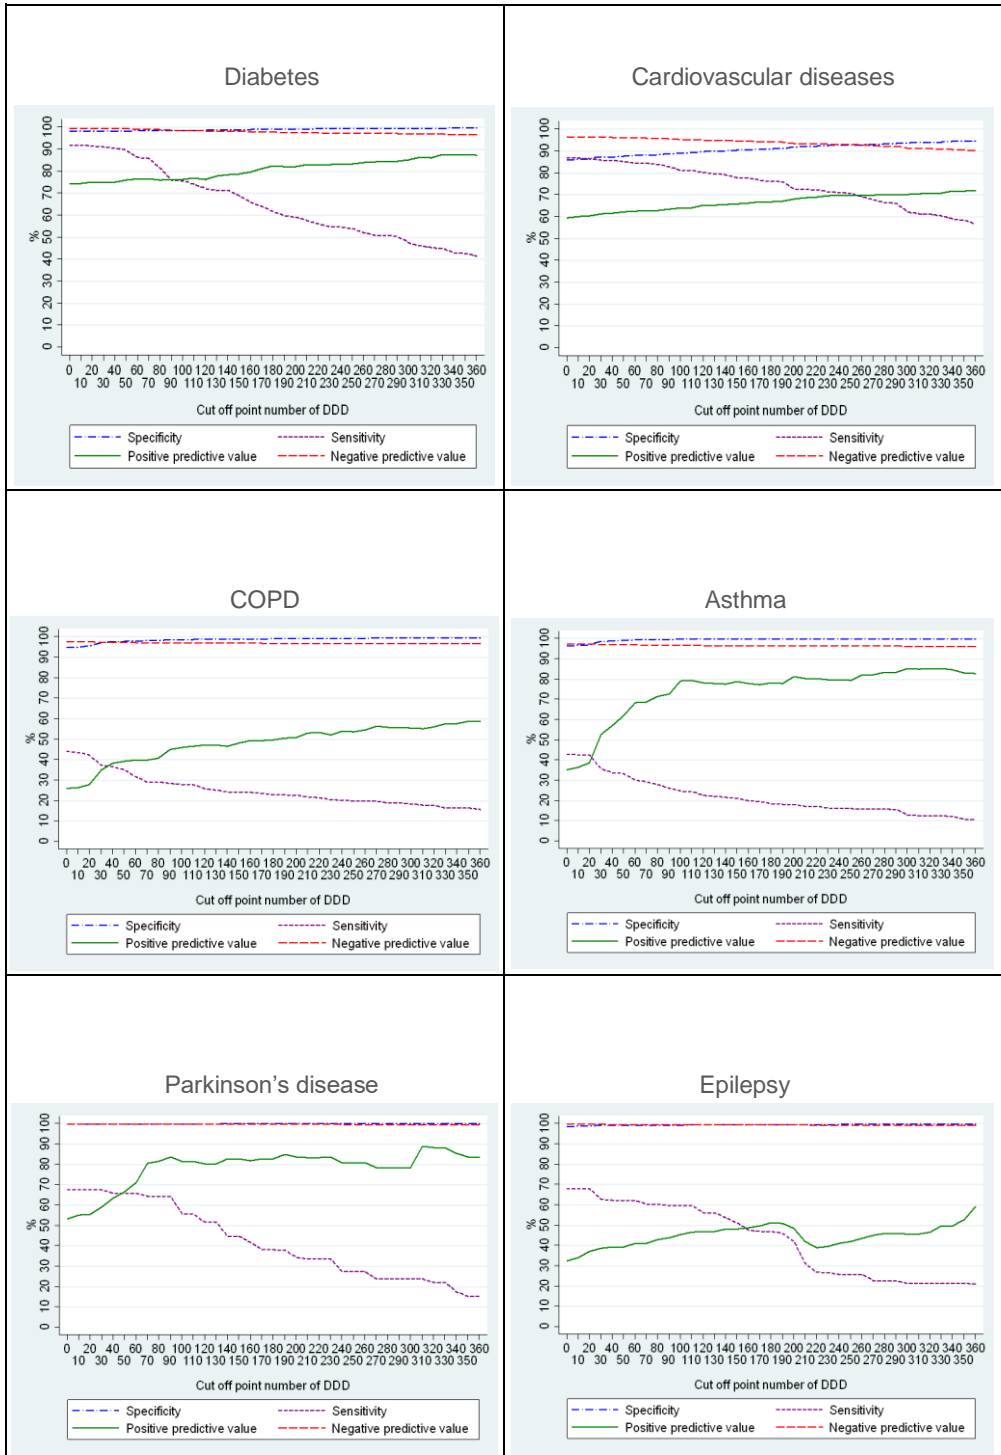 Diabetes
%
100
90
80
70
60
50
40
30
20
10
0
0 20 40 60 80 100 120 140 160 180 200 220 240 260 280 300 320 340 360
10 30 50 70 90 110 130 150 170 190 210 230 250 270 290 310 330 350
Cut off point number of DDD
Specificity Sensitivity
Positive predictive value Negative predictive value
Cardiovascular diseases
%
100
90
80
70
60
50
40
30
20
10
0
0 20 40 60 80 100 120 140 160 180 200 220 240 260 280 300 320 340 360
10 30 50 70 90 110 130 150 170 190 210 230 250 270 290 310 330 350
Cut off point number of DDD
Specificity Sensitivity
Positive predictive value Negative predictive value
COPD
%
100
90
80
70
60
50
40
30
20
10
0
0 20 40 60 80 100 120 140 160 180 200 220 240 260 280 300 320 340 360
10 30 50 70 90 110 130 150 170 190 210 230 250 270 290 310 330 350
Cut off point number of DDD
Specificity Sensitivity
Positive predictive value Negative predictive value
Asthma
%
100
90
80
70
60
50
40
30
20
10
0
0 20 40 60 80 100 120 140 160 180 200 220 240 260 280 300 320 340 360
10 30 50 70 90 110 130 150 170 190 210 230 250 270 290 310 330 350
Cut off point number of DDD
Specificity Sensitivity
Positive predictive value Negative predictive value
Parkinson’s disease
%
100
90
80
70
60
50
40
30
20
10
0
0 20 40 60 80 100 120 140 160 180 200 220 240 260 280 300 320 340 360
10 30 50 70 90 110 130 150 170 190 210 230 250 270 290 310 330 350
Cut off point number of DDD
Specificity Sensitivity
Positive predictive value Negative predictive value
Epilepsy
%
100
90
80
70
60
50
40
30
20
10
0
0 20 40 60 80 100 120 140 160 180 200 220 240 260 280 300 320 340 360
10 30 50 70 90 110 130 150 170 190 210 230 250 270 290 310 330 350
Cut off point number of DDD
Specificity Sensitivity
Positive predictive value Negative predictive value